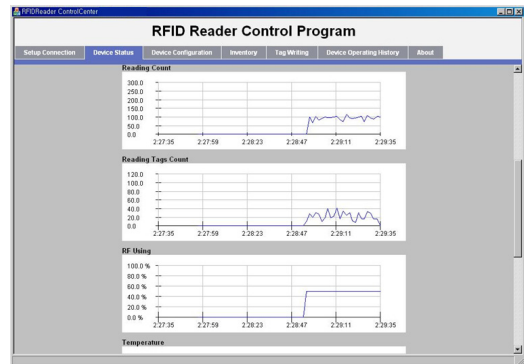 RFIDReader ControlCenter
RFID Reader Control Program
Setup Connection Device Status Device Configuration Inventory Tag Writing Device Operating History About
Reading Count
300.0
250.0
200.0
150.0
100.0
50.0
0.0
2:27:35 2:27:59 2:28:23 2:28:47 2:29:11 2:29:35
Reading Tags Count
120.0
100.0
80.0
60.0
40.0
20.0
0.0
2:27:35 2:27:59 2:28:23 2:28:47 2:29:11 2:29:35
RF Using
100.0 %
80.0 %
60.0 %
40.0 %
20.0 %
0.0 %
2:27:35 2:27:59 2:28:23 2:28:47 2:29:11 2:29:35
Temperature